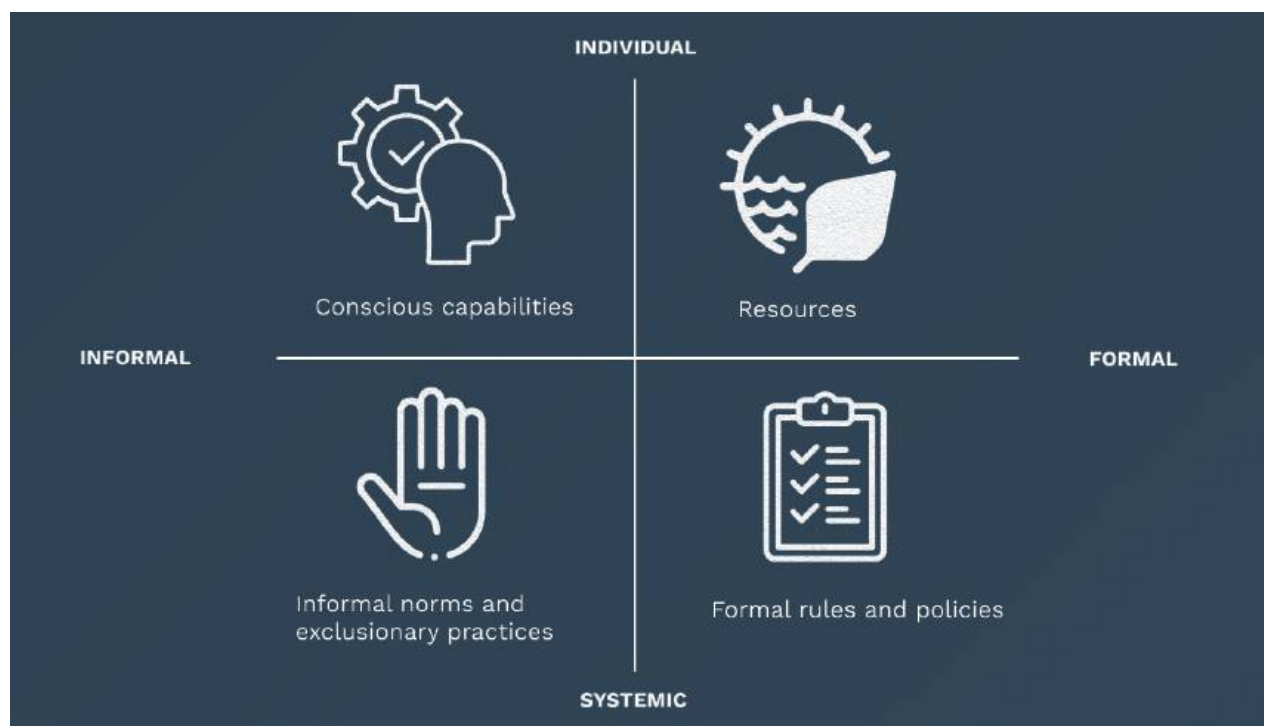 INDIVIDUAL
Conscious capabilities
Resources
INFORMAL
FORMAL
Informal norms and
exclusionary practices
Formal rules and policies
SYSTEMIC